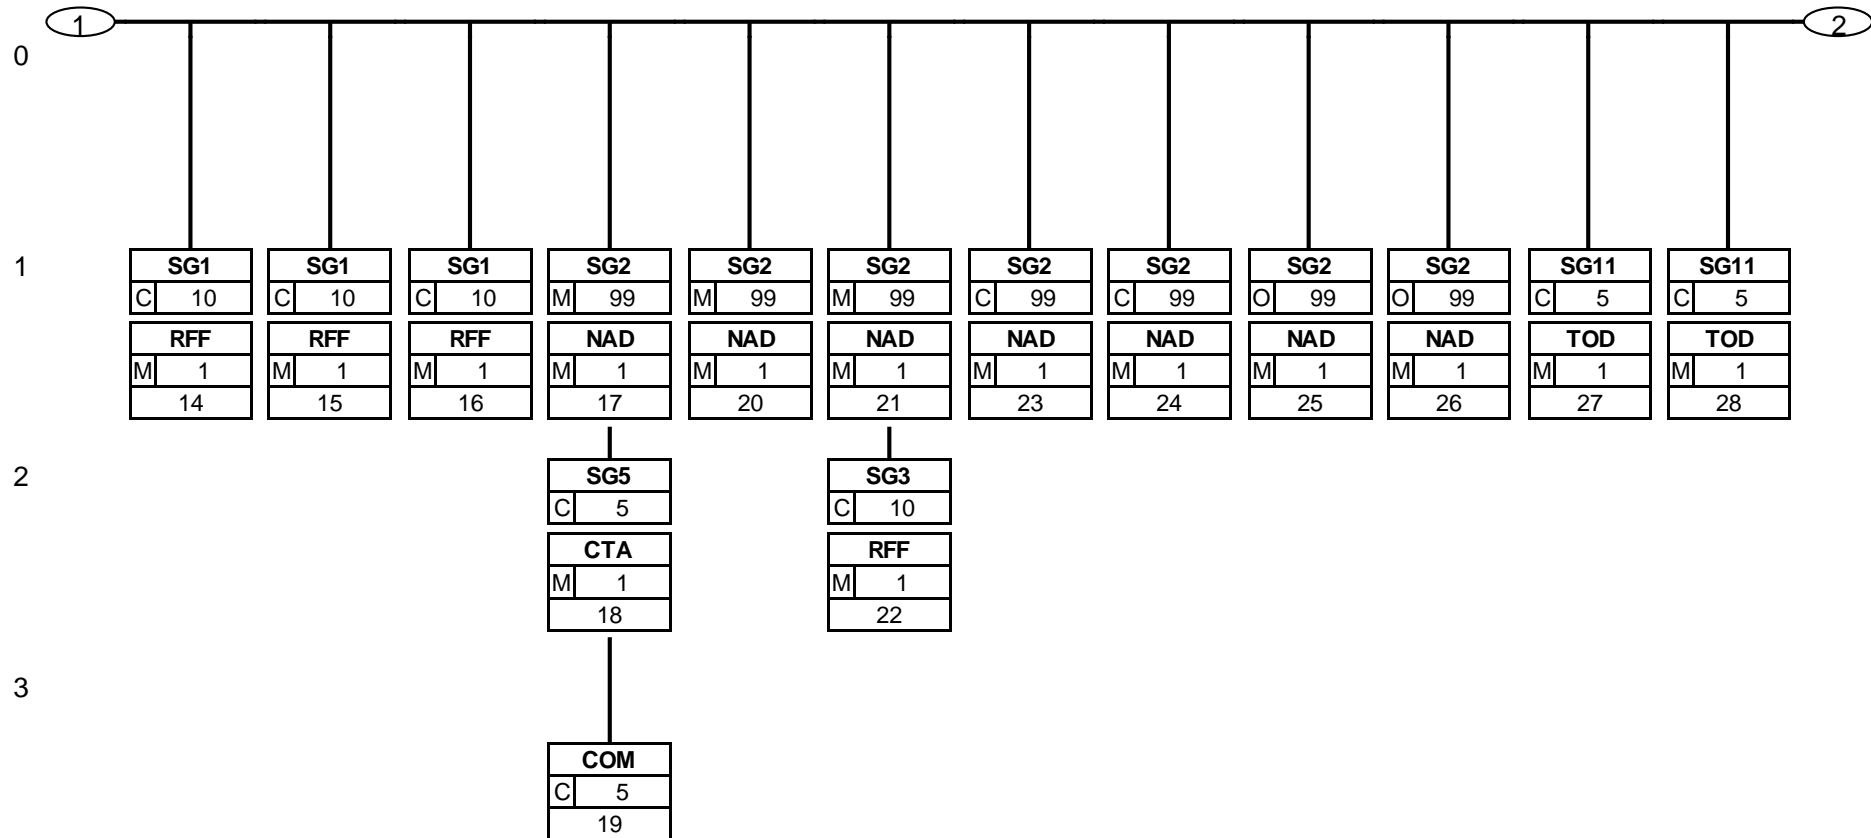 1 2
0
1 SG1 SG1 SG1 SG2 SG2 SG2 SG2 SG2 SG2 SG2 SG11 SG11
C 10 C 10 C 10 M 99 M 99 M 99 C 99 C 99 O 99 O 99 C 5 C 5
RFF RFF RFF NAD NAD NAD NAD NAD NAD NAD TOD TOD
M 1 M 1 M 1 M 1 M 1 M 1 M 1 M 1 M 1 M 1 M 1 M 1
14 15 16 17 20 21 23 24 25 26 27 28
2 SG5 SG3
C 5 C 10
CTA RFF
M 1 M 1
18 22
3
COM
C 5
19